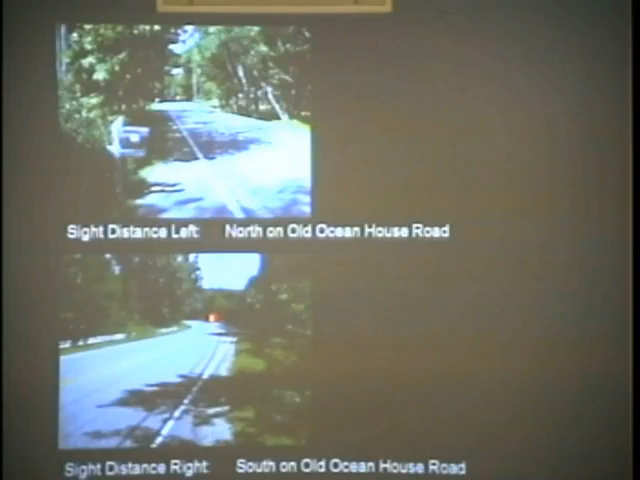 Sight Distance Left: North on Old Ocean House Road
Sight Distance Right: South on Old Ocean House Road